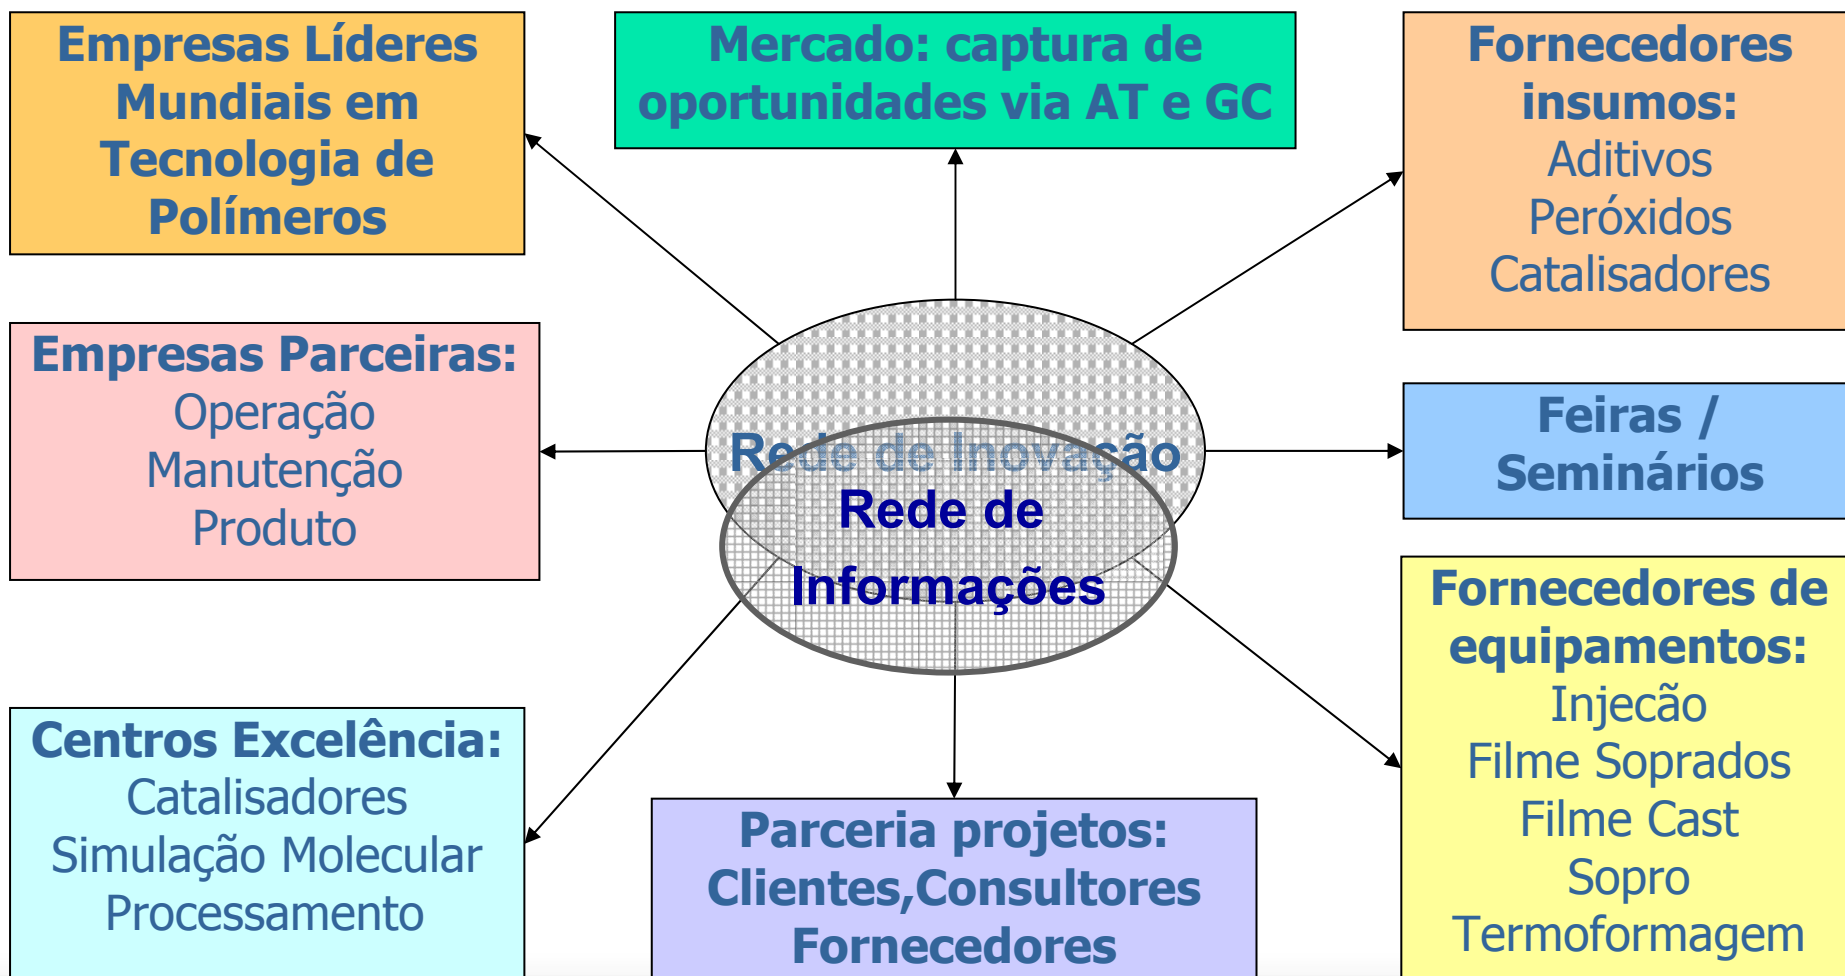 Empresas Líderes
Mundiais em
Tecnologia de
Polímeros
Mercado: captura de
oportunidades via AT e GC
Fornecedores
insumos:
Aditivos
Peróxidos
Catalisadores
Empresas Parceiras:
Operação
Manutenção
Produto
Rede de Inovação
Rede de
Informações
Feiras /
Seminários
Centros Excelência:
Catalisadores
Simulação Molecular
Processamento
Parceria projetos:
Clientes,Consultores
Fornecedores
Fornecedores de
equipamentos:
Injecão
Filme Soprados
Filme Cast
Sopro
Termoformagem